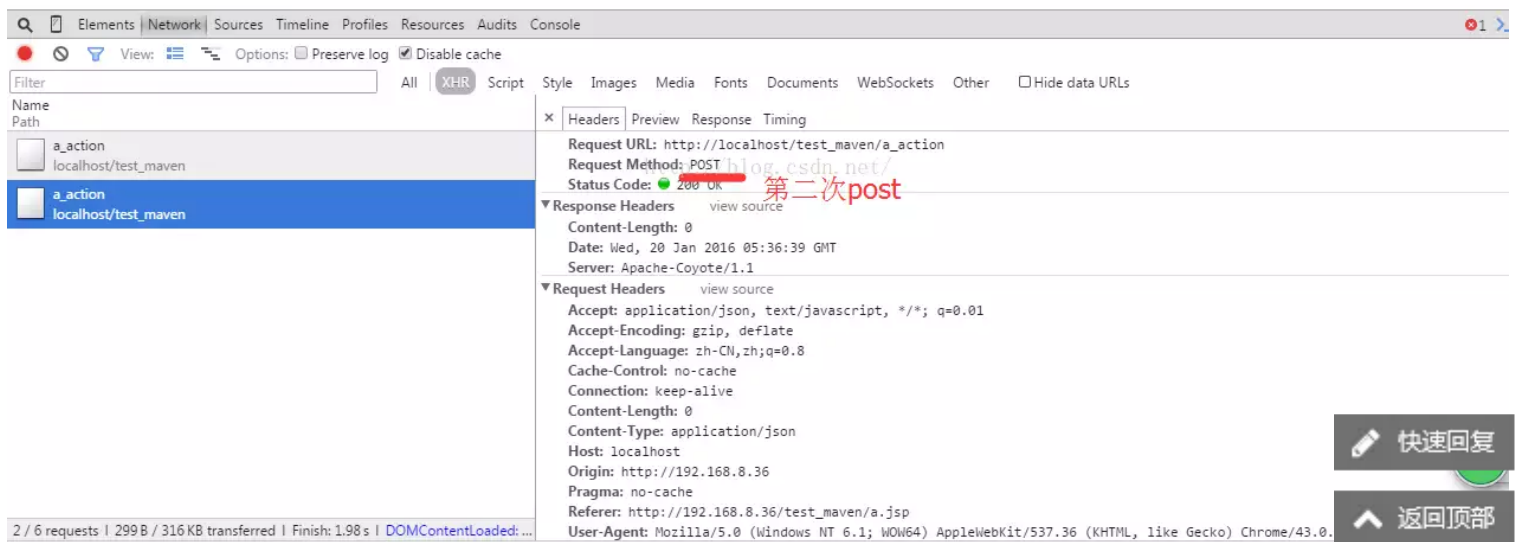 Elements Network Sources Timeline Profiles Resources Audits Console 1
View: Options: Preserve log Disable cache
Filter All XHR Script Style Images Media Fonts Documents WebSockets Other Hide data URLs
Name
Path
a_action
localhost/test_maven
a_action
localhost/test_maven
2 / 6 requests | 299 B / 316 KB transferred | Finish: 1.98 s | DOMContentLoaded: ...
× Headers Preview Response Timing
Request URL: http://localhost/test_maven/a_action
Request Method: POST
http://blog.csdn.net/
Status Code: 200 OK
第二次post
Response Headers view source
Content-Length: 0
Date: Wed, 20 Jan 2016 05:36:39 GMT
Server: Apache-Coyote/1.1
Request Headers view source
Accept: application/json, text/javascript, */*; q=0.01
Accept-Encoding: gzip, deflate
Accept-Language: zh-CN,zh;q=0.8
Cache-Control: no-cache
Connection: keep-alive
Content-Length: 0
Content-Type: application/json
Host: localhost
Origin: http://192.168.8.36
Pragma: no-cache
Referer: http://192.168.8.36/test_maven/a.jsp
User-Agent: Mozilla/5.0 (Windows NT 6.1; WOW64) AppleWebKit/537.36 (KHTML, like Gecko) Chrome/43.0.
快速回复
返回顶部